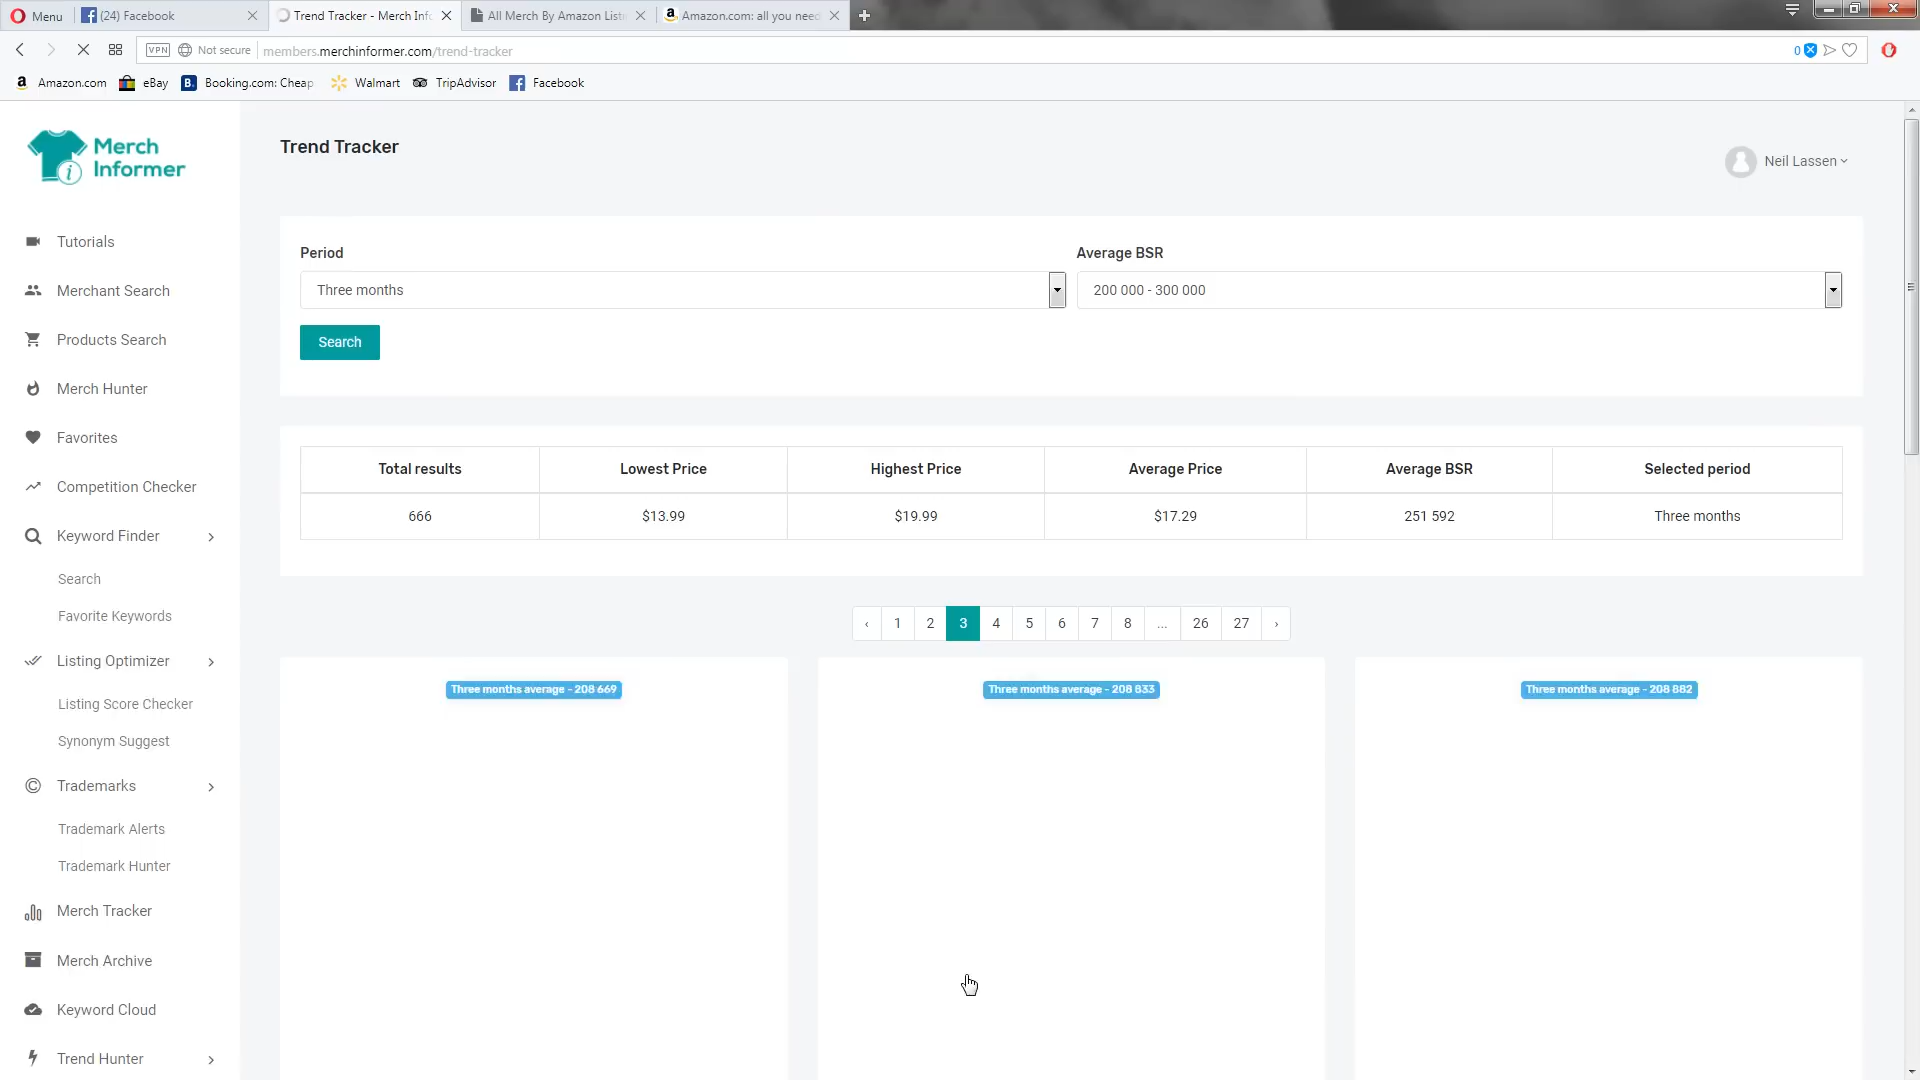 Menu
(24) Facebook
Trend Tracker - Merch Inf
All Merch By Amazon Listi
Amazon.com: all you need
VPN
Not secure
members.merchinformer.com/trend-tracker
0
Amazon.com
eBay
Booking.com: Cheap
Walmart
TripAdvisor
Facebook
Merch
Informer
Trend Tracker
Neil Lassen
Tutorials
Merchant Search
Products Search
Merch Hunter
Favorites
Competition Checker
Keyword Finder
Search
Favorite Keywords
Listing Optimizer
Listing Score Checker
Synonym Suggest
Trademarks
Trademark Alerts
Trademark Hunter
Merch Tracker
Merch Archive
Keyword Cloud
Trend Hunter
Period
Average BSR
Three months
200 000 - 300 000
Search
Total results Lowest Price Highest Price Average Price Average BSR Selected period
666 $13.99 $19.99 $17.29 251 592 Three months
‹ 1 2 3 4 5 6 7 8 ... 26 27 ›
Three months average - 208 669
Three months average - 208 833
Three months average - 208 882